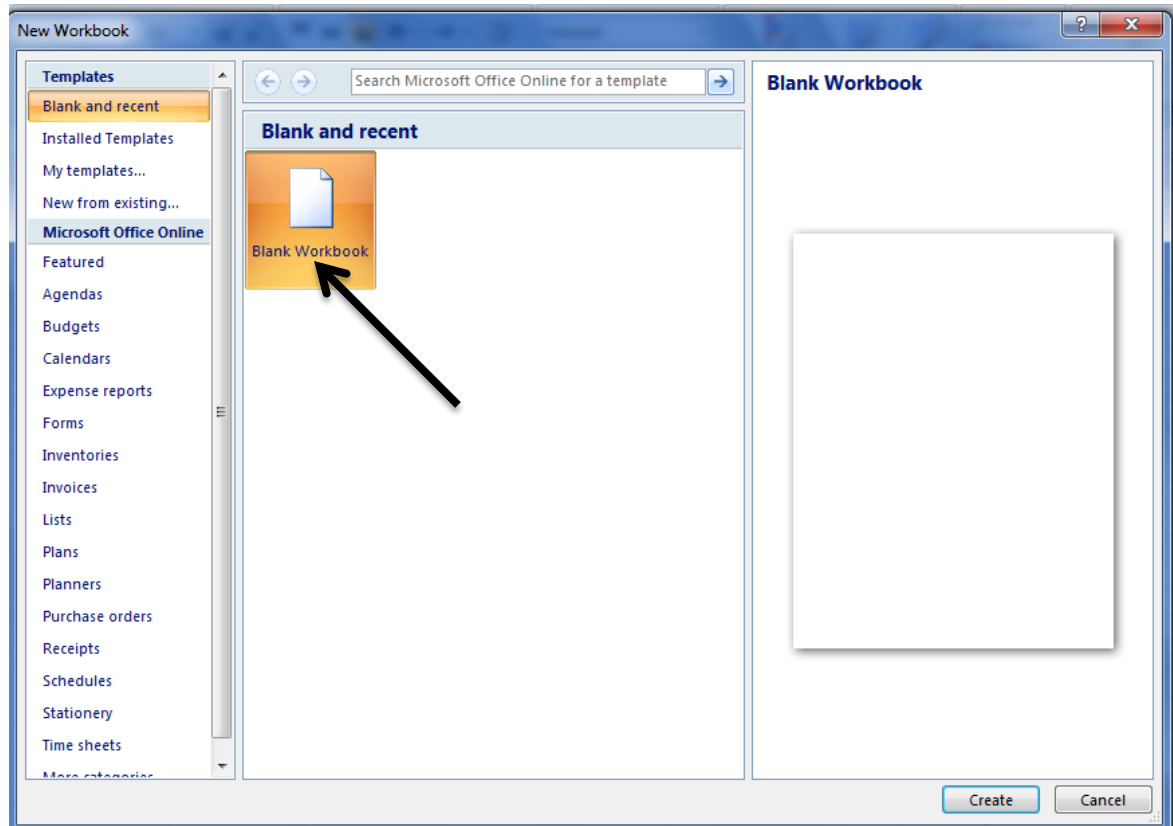 New Workbook
?
X
Templates
Blank and recent
Installed Templates
My templates...
New from existing...
Microsoft Office Online
Featured
Agendas
Budgets
Calendars
Expense reports
Forms
Inventories
Invoices
Lists
Plans
Planners
Purchase orders
Receipts
Schedules
Stationery
Time sheets
More categories
Search Microsoft Office Online for a template
Blank and recent
Blank Workbook
Blank Workbook
Create
Cancel